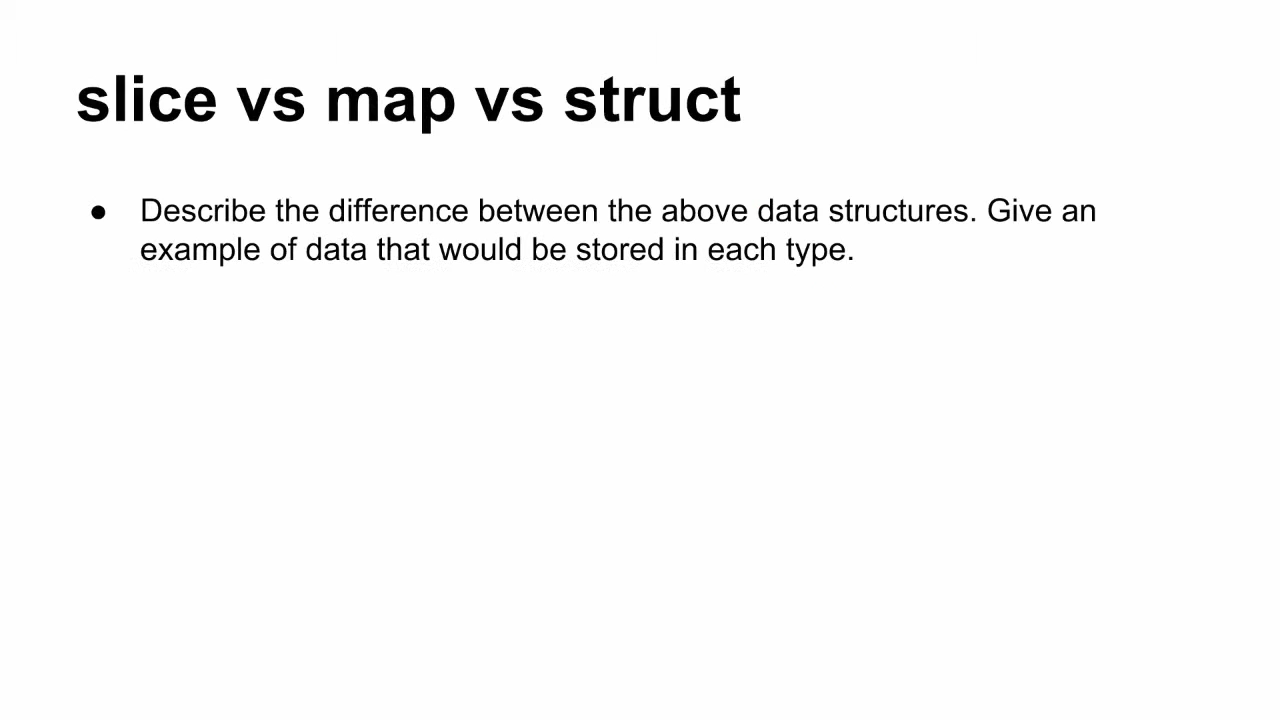 slice vs map vs struct
● Describe the difference between the above data structures. Give an
example of data that would be stored in each type.